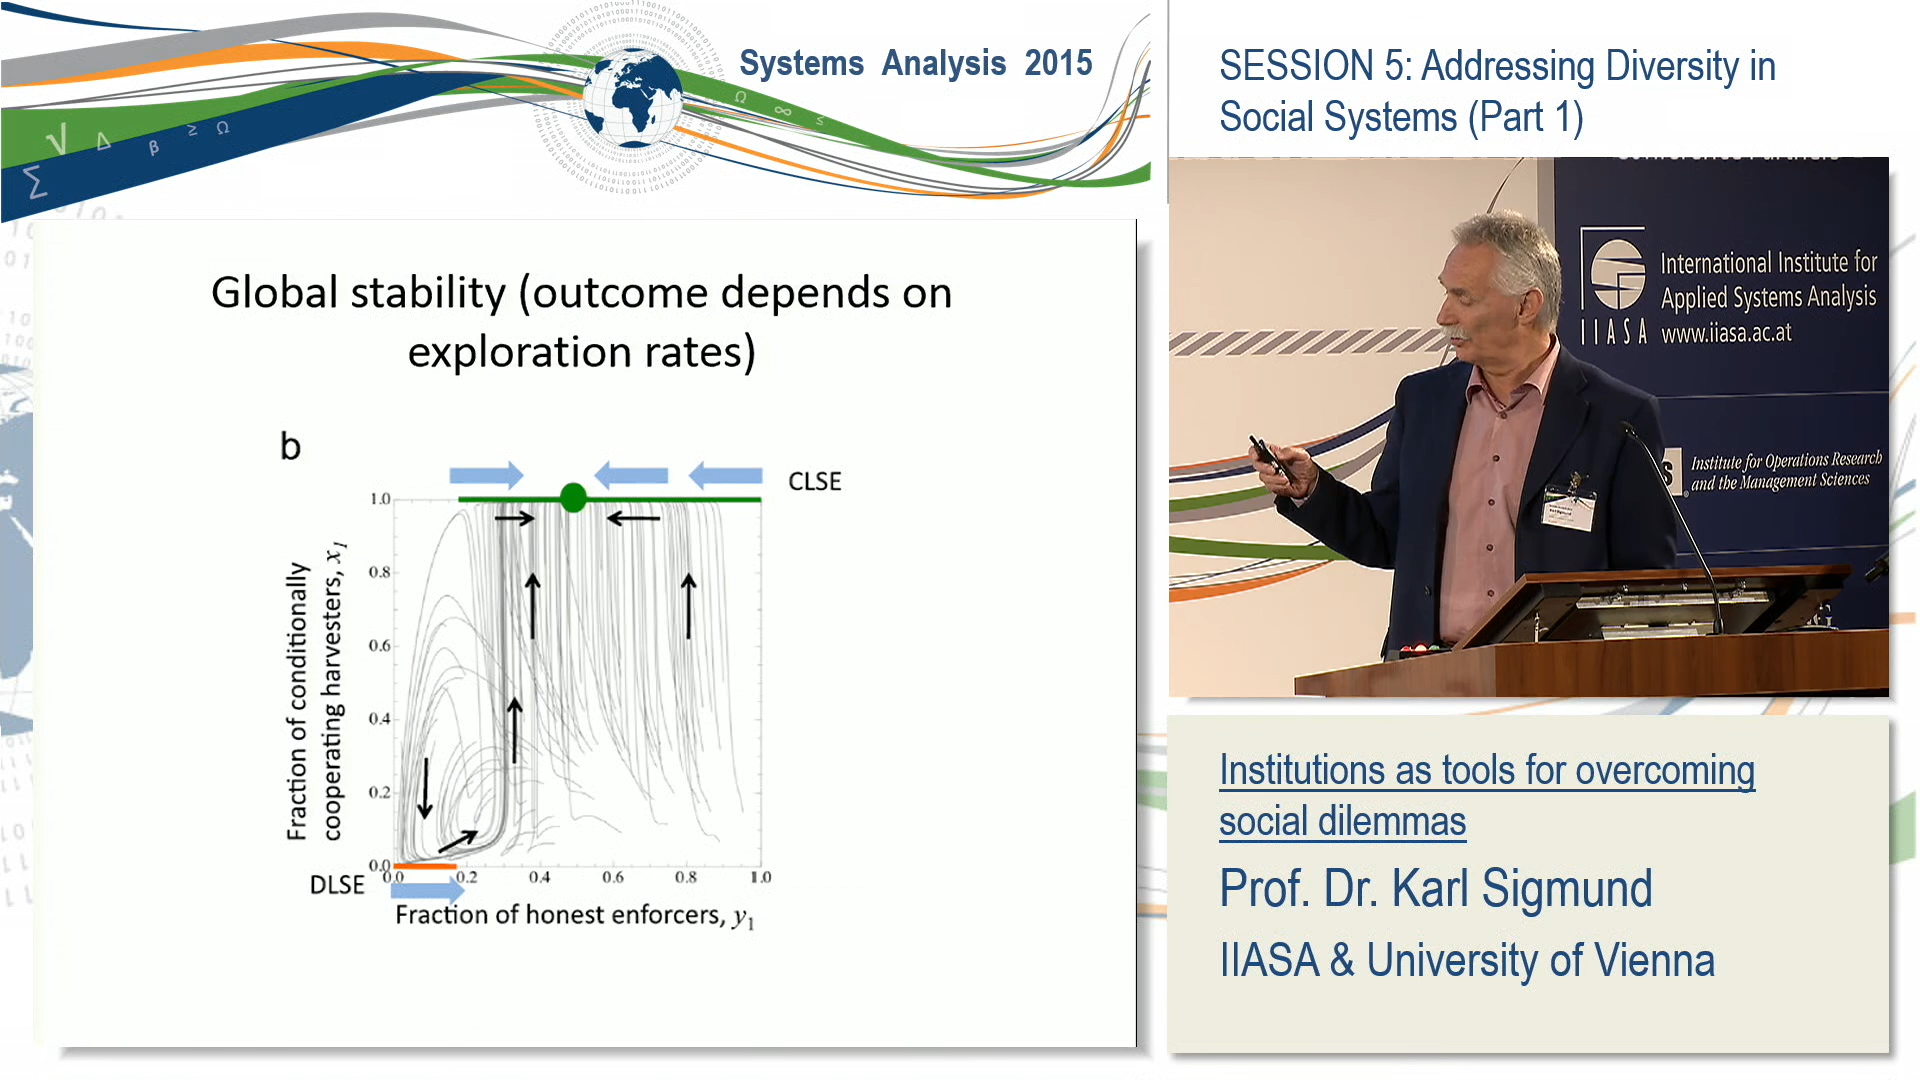 Systems Analysis 2015
SESSION 5: Addressing Diversity in
Social Systems (Part 1)
Global stability (outcome depends on
exploration rates)
b
CLSE
1.0
0.8
0.6
0.4
0.2
0.0
Fraction of conditionally
cooperating harvesters, x1
DLSE
0.0 0.2 0.4 0.6 0.8 1.0
Fraction of honest enforcers, y1
Conference Partners
IIASA
International Institute for
Applied Systems Analysis
www.iiasa.ac.at
Institute for Operations Research
and the Management Sciences
Institutions as tools for overcoming
social dilemmas
Prof. Dr. Karl Sigmund
IIASA & University of Vienna